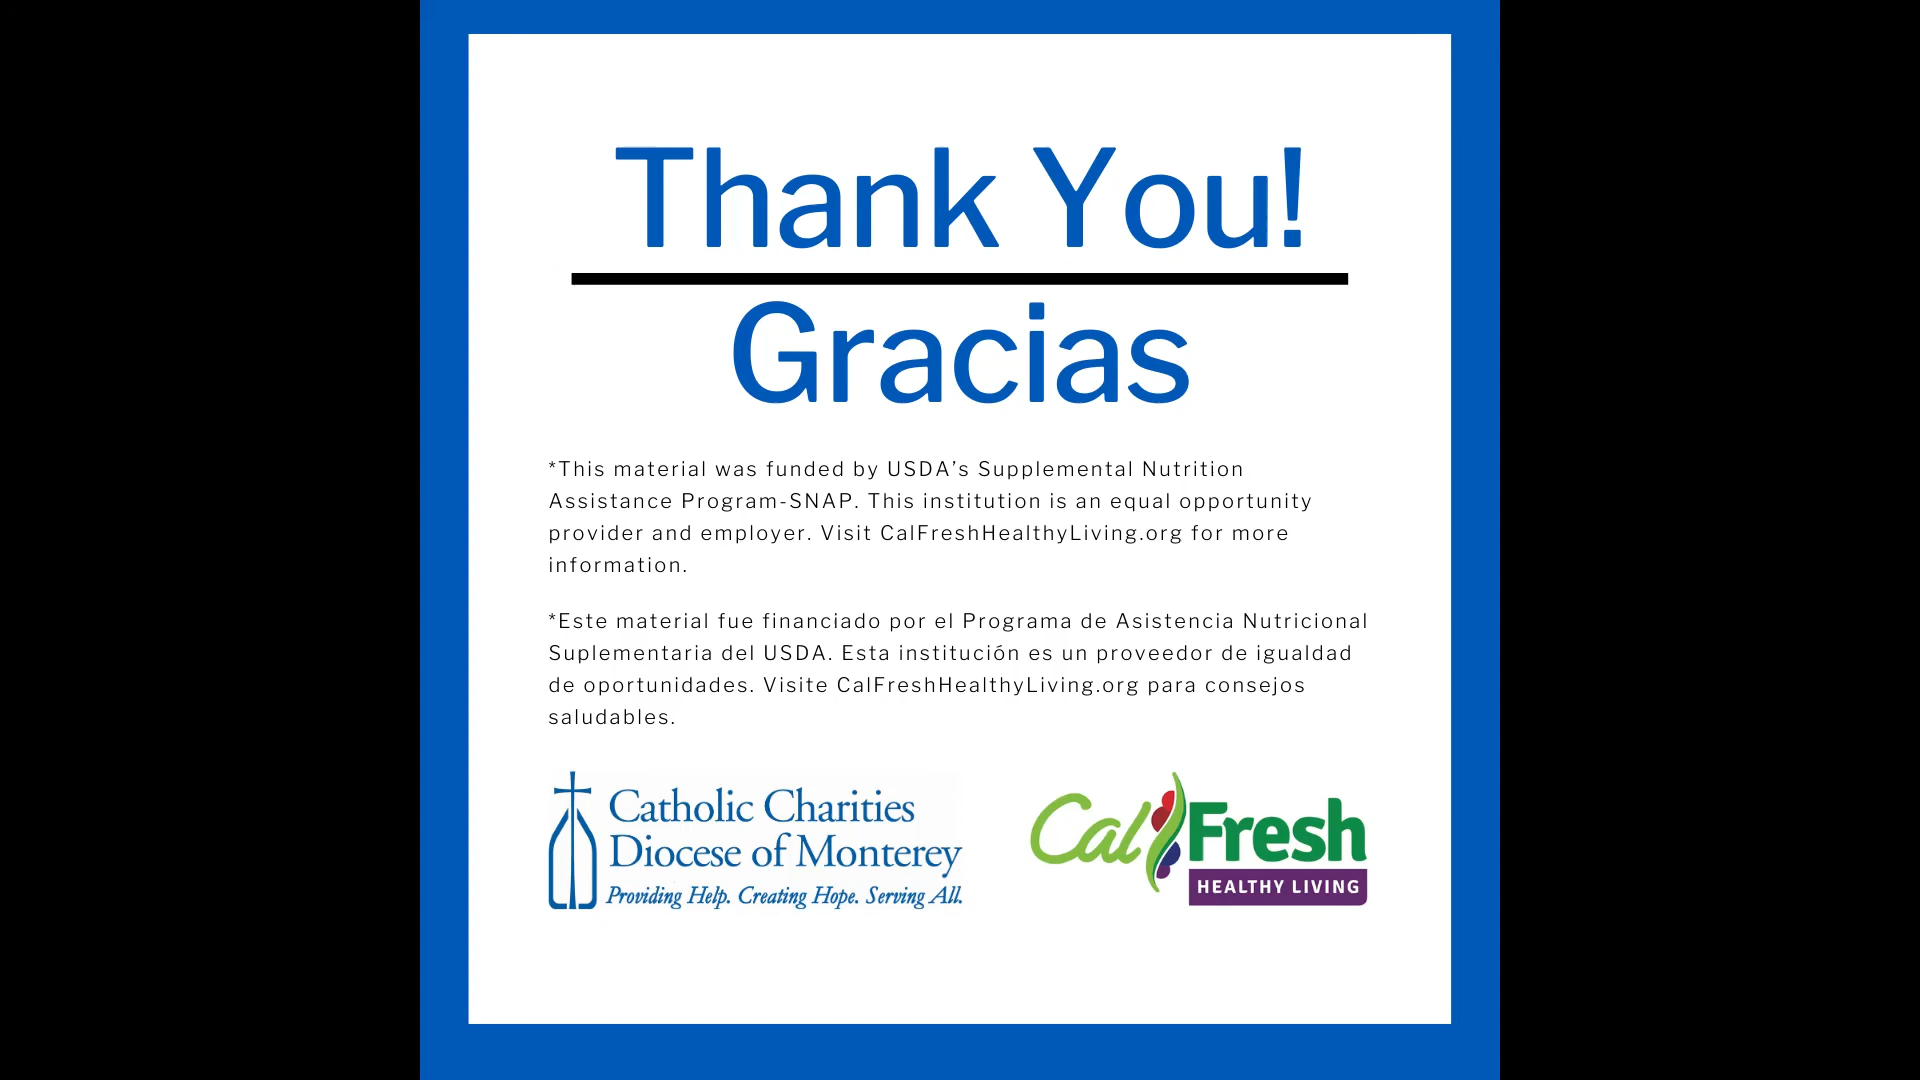 Thank You!
Gracias
*This material was funded by USDA’s Supplemental Nutrition
Assistance Program-SNAP. This institution is an equal opportunity
provider and employer. Visit CalFreshHealthyLiving.org for more
information.
*Este material fue financiado por el Programa de Asistencia Nutricional
Suplementaria del USDA. Esta institución es un proveedor de igualdad
de oportunidades. Visite CalFreshHealthyLiving.org para consejos
saludables.
Catholic Charities
Diocese of Monterey
Providing Help. Creating Hope. Serving All.
CalFresh
HEALTHY LIVING